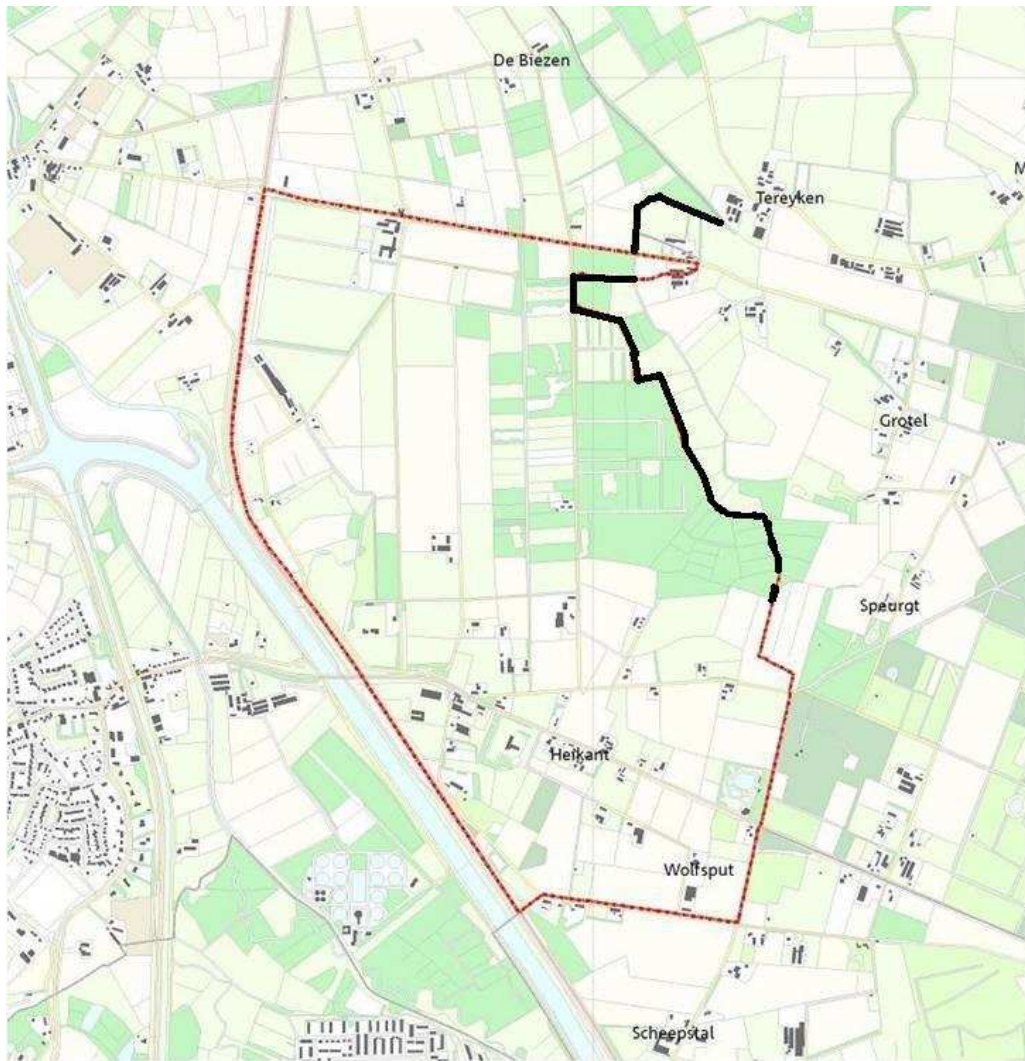 De Biezen
M
Tereyken
Grotel
Speurgt
Heikant
Wolfsput
Scheepstal